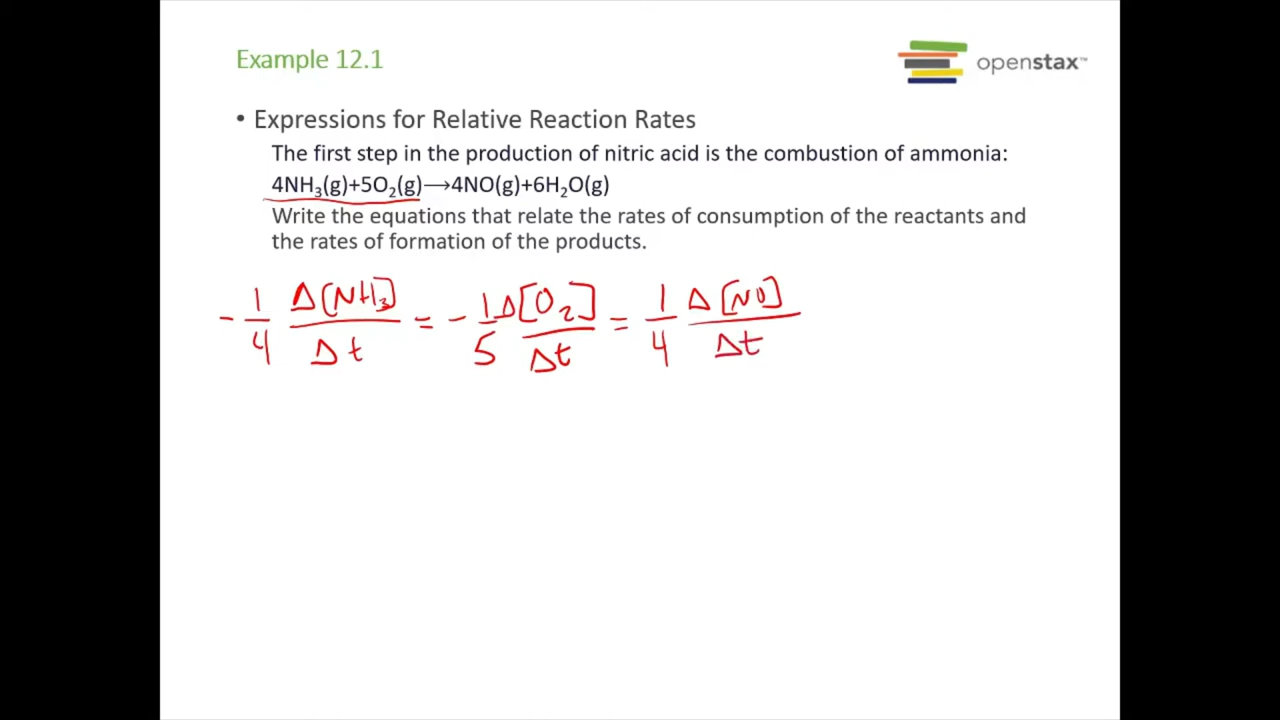 Example 12.1
openstax™
• Expressions for Relative Reaction Rates
The first step in the production of nitric acid is the combustion of ammonia:
4NH₃(g)+5O₂(g)⟶4NO(g)+6H₂O(g)
Write the equations that relate the rates of consumption of the reactants and
the rates of formation of the products.
- 1/4 Δ[NH₃]/Δt = - 1/5 Δ[O₂]/Δt = 1/4 Δ[NO]/Δt